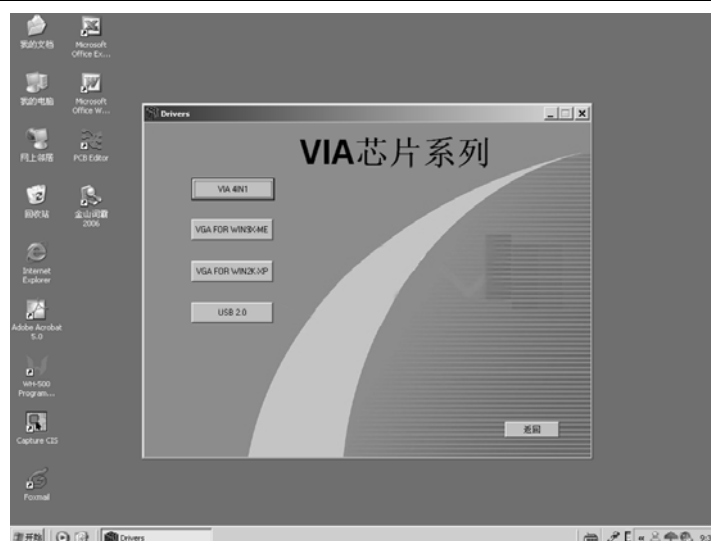 我的文档
Microsoft
Office Ex...
我的电脑
Microsoft
Office W...
网上邻居
PCB Editor
回收站
金山词霸
2006
Internet
Explorer
Adobe Acrobat
5.0
WH-500
Program...
Capture CIS
Foxmail
Drivers
VIA芯片系列
VIA 4IN1
VGA FOR WIN9X-ME
VGA FOR WIN2K-XP
USB 2.0
返回
开始
Drivers